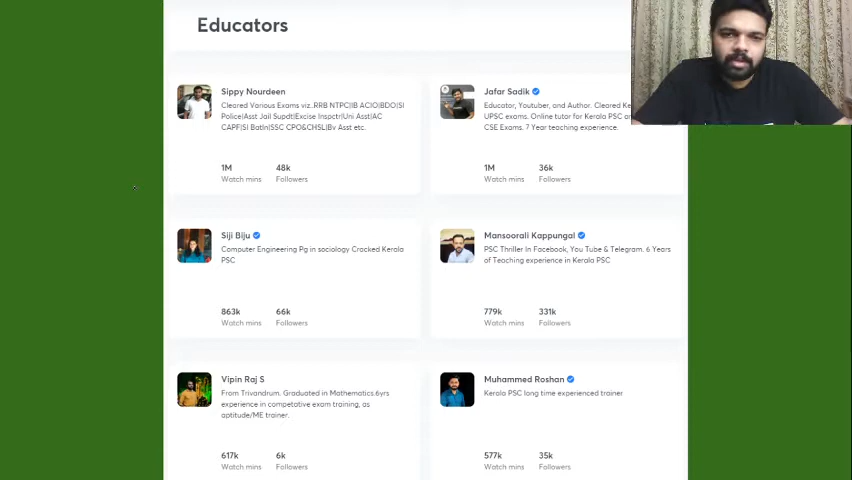 Educators
Sippy Nourdeen
Cleared Various Exams viz..RRB NTPC|IB ACIO|BDO|SI
Police|Asst Jail Supdt|Excise Inspctr|Uni Asst|AC
CAPF|SI Batln|SSC CPO&CHSL|Bv Asst etc.
1M 48k
Watch mins Followers
Jafar Sadik
Educator, Youtuber, and Author. Cleared
UPSC exams. Online tutor for Kerala PSC
CSE Exams. 7 Year teaching experience.
1M 36k
Watch mins Followers
Siji Biju
Computer Engineering Pg in sociology Cracked Kerala
PSC
863k 66k
Watch mins Followers
Mansoorali Kappungal
PSC Thriller In Facebook, You Tube & Telegram. 6 Years
of Teaching experience in Kerala PSC
779k 331k
Watch mins Followers
Vipin Raj S
From Trivandrum. Graduated in Mathematics.6yrs
experience in competative exam training, as
aptitude/ME trainer.
617k 6k
Watch mins Followers
Muhammed Roshan
Kerala PSC long time experienced trainer
577k 35k
Watch mins Followers